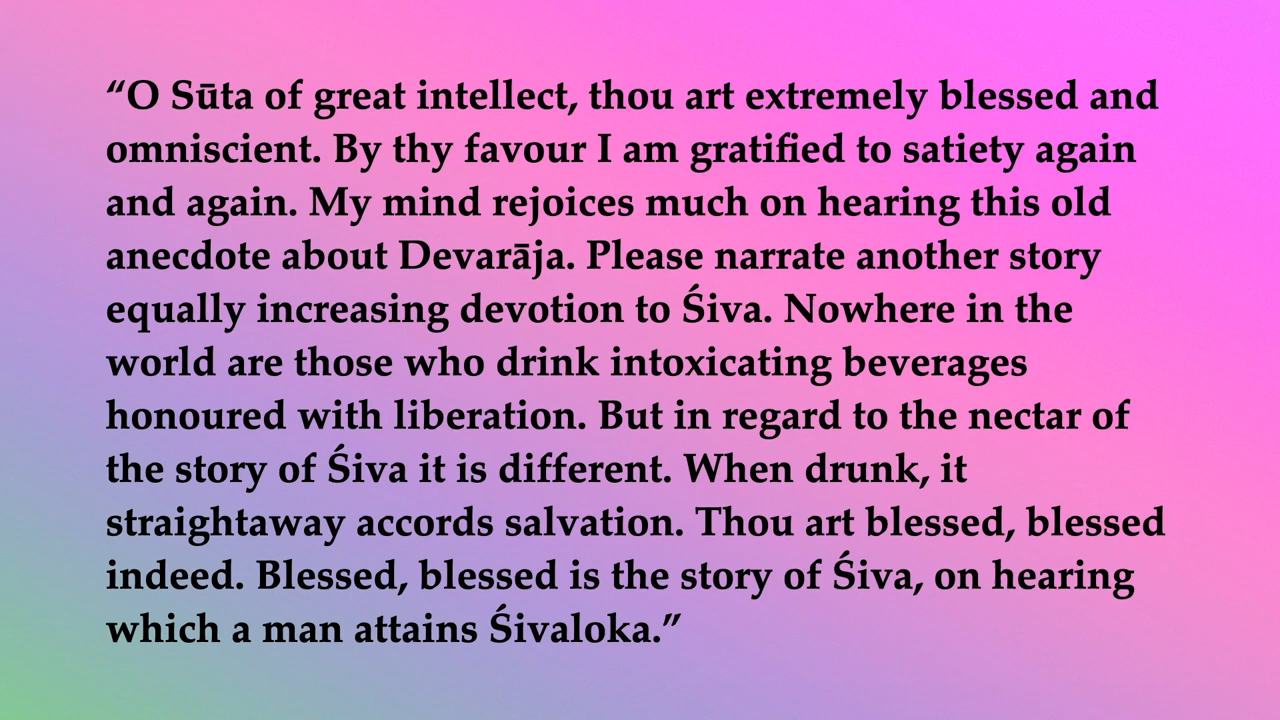 “O Sūta of great intellect, thou art extremely blessed and
omniscient. By thy favour I am gratified to satiety again
and again. My mind rejoices much on hearing this old
anecdote about Devarāja. Please narrate another story
equally increasing devotion to Śiva. Nowhere in the
world are those who drink intoxicating beverages
honoured with liberation. But in regard to the nectar of
the story of Śiva it is different. When drunk, it
straightaway accords salvation. Thou art blessed, blessed
indeed. Blessed, blessed is the story of Śiva, on hearing
which a man attains Śivaloka.”